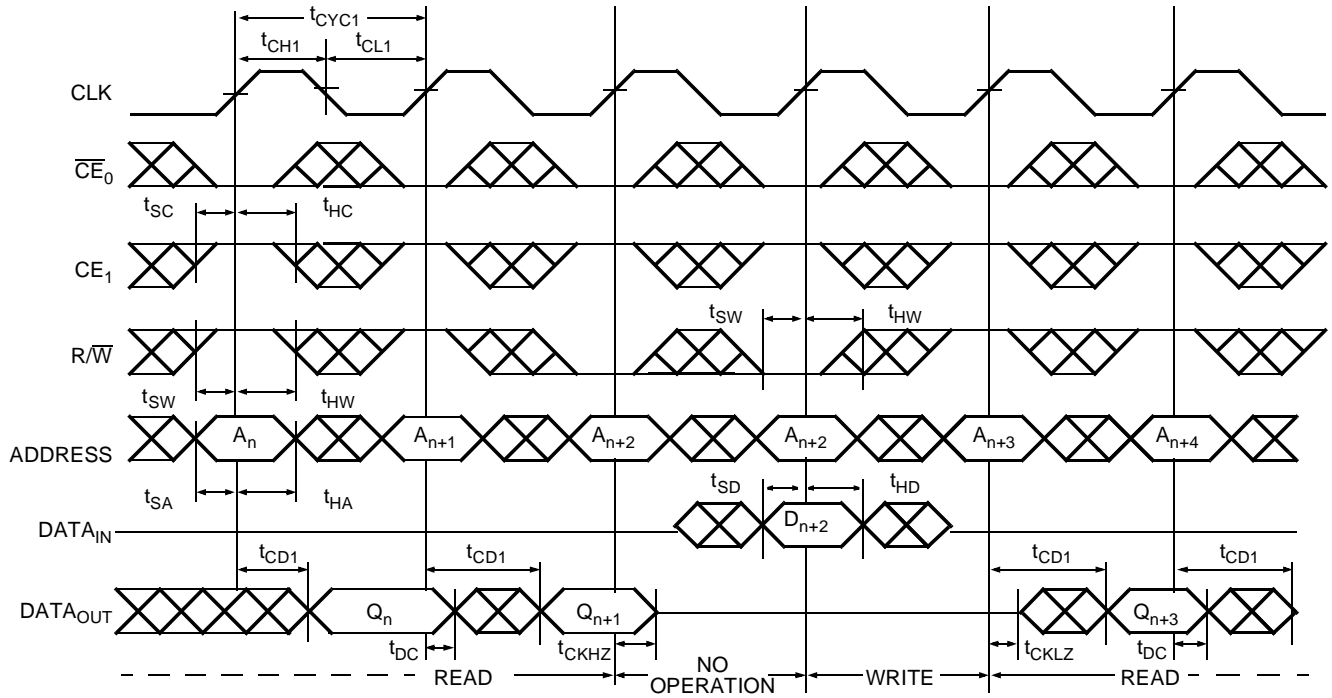 tCYC1
tCH1 tCL1
CLK
CE0
tSC tHC
CE1
tSW tHW
R/W
tSW tHW
An An+1 An+2 An+2 An+3 An+4
ADDRESS
tSA tHA tSD tHD
DATAIN Dn+2
tCD1 tCD1 tCD1 tCD1
DATAOUT Qn Qn+1 Qn+3
tDC tCKHZ tCKLZ tDC
READ NO OPERATION WRITE READ